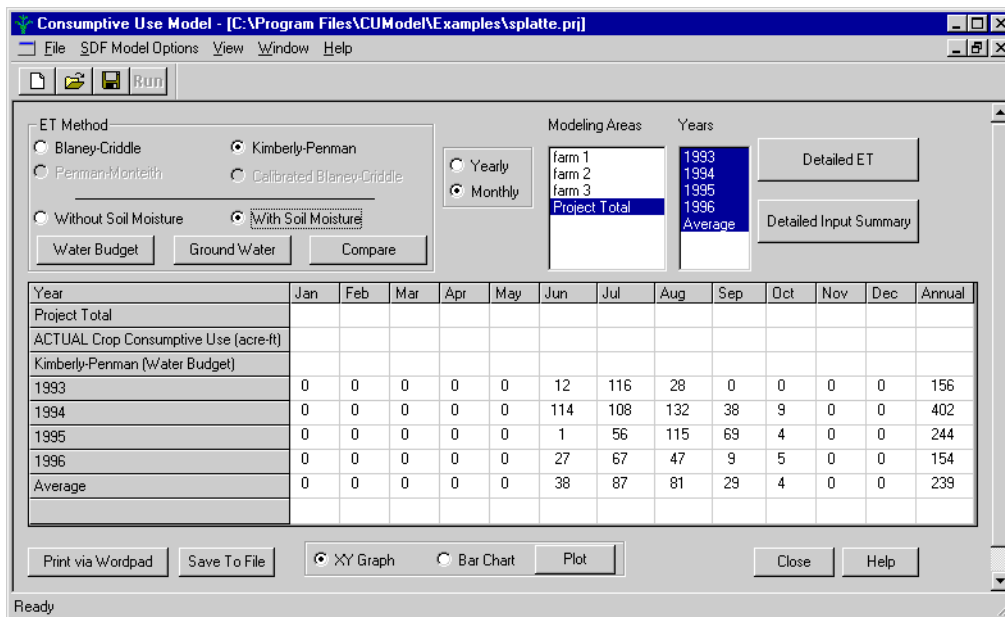 Consumptive Use Model - [C:\Program Files\CUModel\Examples\splatte.prj]
File SDF Model Options View Window Help
Run
ET Method
Blaney-Criddle Kimberly-Penman
Penman-Monteith Calibrated Blaney-Criddle
Without Soil Moisture With Soil Moisture
Water Budget Ground Water Compare
Yearly
Monthly
Modeling Areas
farm 1
farm 2
farm 3
Project Total
Years
1993
1994
1995
1996
Average
Detailed ET
Detailed Input Summary
Year Jan Feb Mar Apr May Jun Jul Aug Sep Oct Nov Dec Annual
Project Total
ACTUAL Crop Consumptive Use (acre-ft)
Kimberly-Penman (Water Budget)
1993 0 0 0 0 0 12 116 28 0 0 0 0 156
1994 0 0 0 0 0 114 108 132 38 9 0 0 402
1995 0 0 0 0 0 1 56 115 69 4 0 0 244
1996 0 0 0 0 0 27 67 47 9 5 0 0 154
Average 0 0 0 0 0 38 87 81 29 4 0 0 239
Print via Wordpad Save To File XY Graph Bar Chart Plot Close Help
Ready